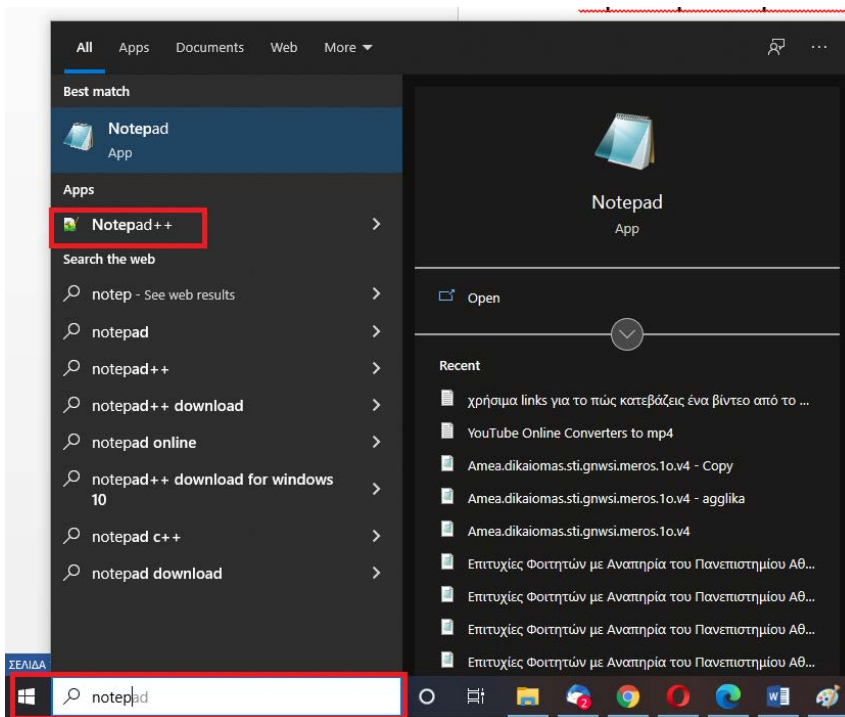 All Apps Documents Web More
Best match
Notepad
App
Apps
Notepad++
Search the web
notep - See web results
notepad
notepad++
notepad++ download
notepad online
notepad++ download for windows
10
notepad c++
notepad download
Notepad
App
Open
Recent
χρήσιμα links για το πώς κατεβάζεις ένα βίντεο από το ...
YouTube Online Converters to mp4
Amea.dikaiomas.sti.gnwsi.meros.1o.v4 - Copy
Amea.dikaiomas.sti.gnwsi.meros.1o.v4 - agglika
Amea.dikaiomas.sti.gnwsi.meros.1o.v4
Επιτυχίες Φοιτητών με Αναπηρία του Πανεπιστημίου Αθ...
Επιτυχίες Φοιτητών με Αναπηρία του Πανεπιστημίου Αθ...
Επιτυχίες Φοιτητών με Αναπηρία του Πανεπιστημίου Αθ...
Επιτυχίες Φοιτητών με Αναπηρία του Πανεπιστημίου Αθ...
ΣΕΛΙΔΑ
notepad
2